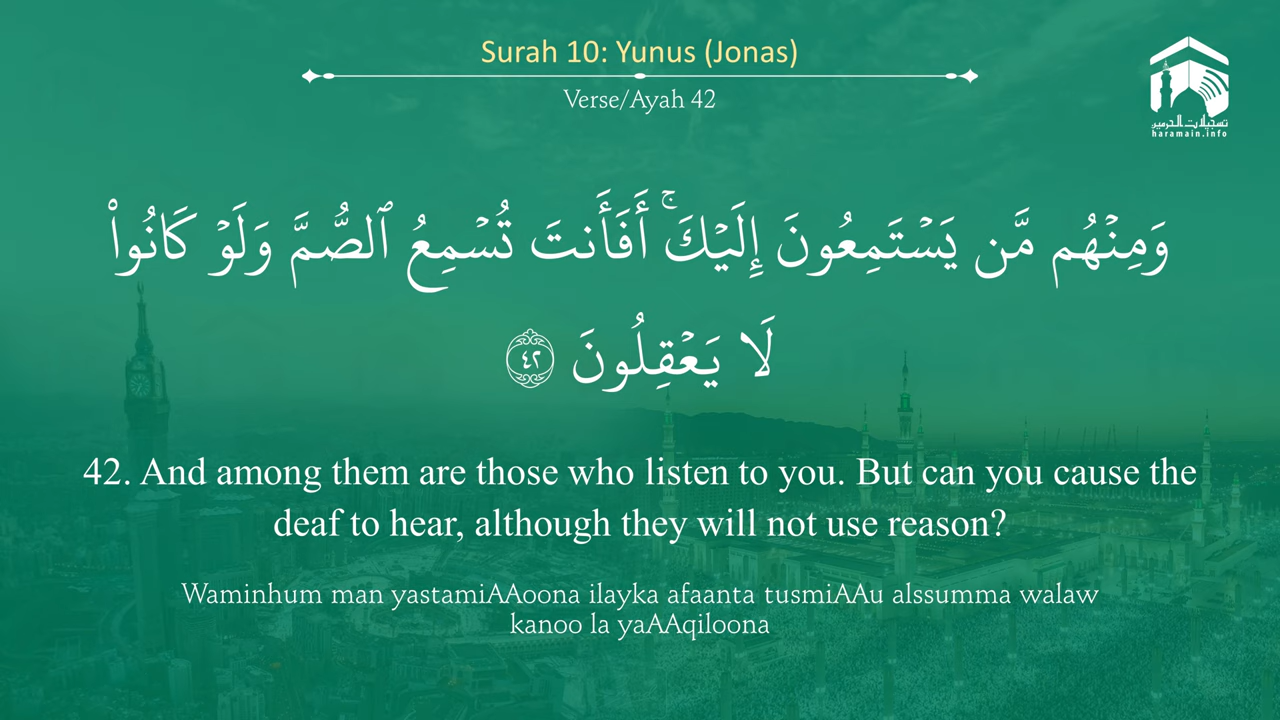 Surah 10: Yunus (Jonas)
Verse/Ayah 42
تسجيلات الحرمين
haramain.info
وَمِنْهُم مَّن يَسْتَمِعُونَ إِلَيْكَ ۚ أَفَأَنتَ تُسْمِعُ ٱلصُّمَّ وَلَوْ كَانُوا۟
لَا يَعْقِلُونَ ٤٢
42. And among them are those who listen to you. But can you cause the
deaf to hear, although they will not use reason?
Waminhum man yastamiAAoona ilayka afaanta tusmiAAu alssumma walaw
kanoo la yaAAqiloona